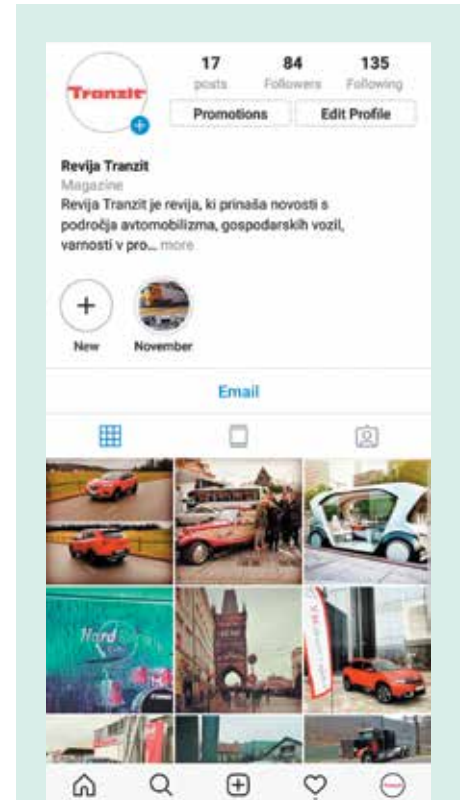 17 84 135
posts Followers Following
Tranzit
Promotions Edit Profile
Revija Tranzit
Magazine
Revija Tranzit je revija, ki prinaša novosti s
področja avtomobilizma, gospodarskih vozil,
varnosti v pro... more
New November
Email
Hard